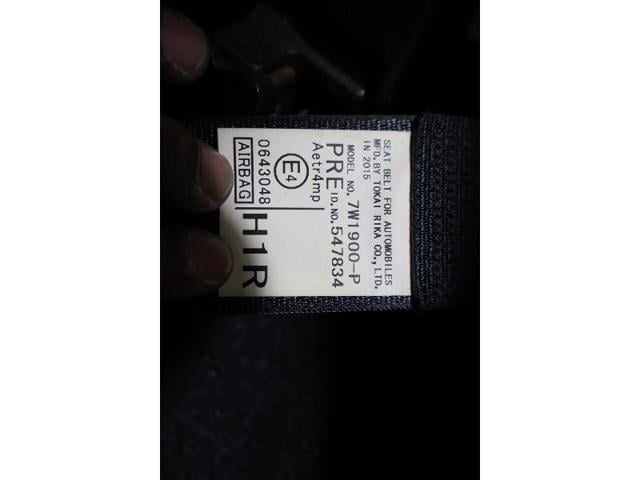 SEAT BELT FOR AUTOMOBILES
MFD. BY TOKAI RIKA CO., LTD.
IN 2015
MODEL NO. 7W1900-P
PRE ID.NO. 547834
Aetr4mp
E4
0643048
AIRBAG
H1R